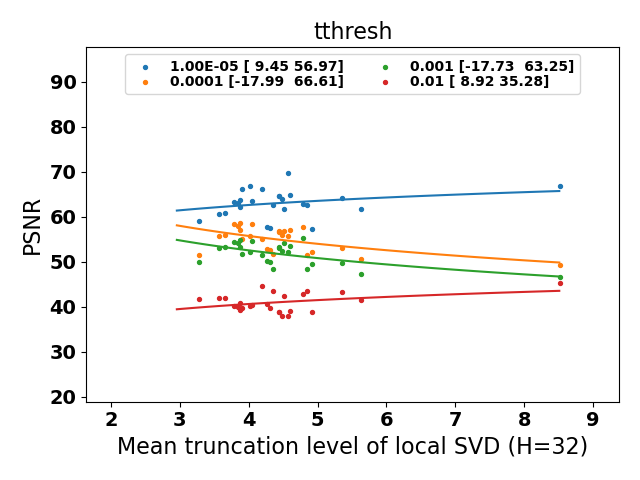 tthresh
1.00E-05 [ 9.45 56.97]
0.0001 [-17.99  66.61]
0.001 [-17.73  63.25]
0.01 [ 8.92 35.28]
PSNR
90
80
70
60
50
40
30
20
2 3 4 5 6 7 8 9
Mean truncation level of local SVD (H=32)